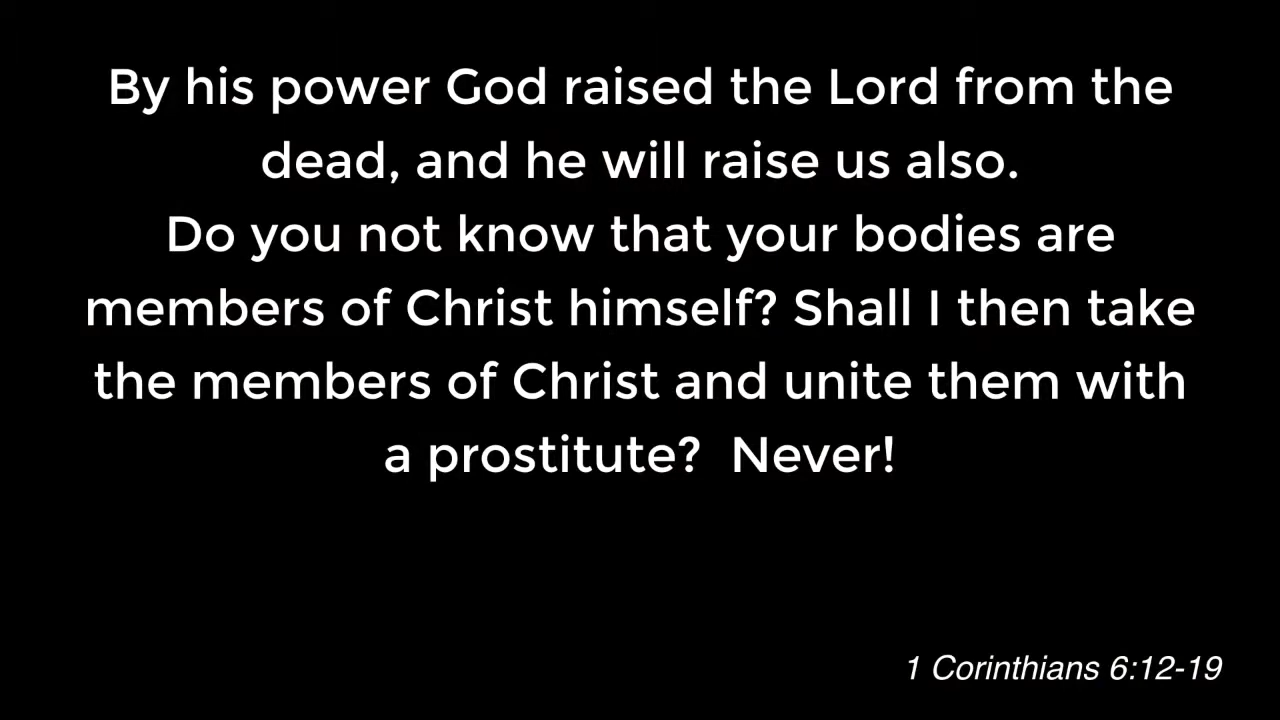 By his power God raised the Lord from the
dead, and he will raise us also.
Do you not know that your bodies are
members of Christ himself? Shall I then take
the members of Christ and unite them with
a prostitute?  Never!
1 Corinthians 6:12-19